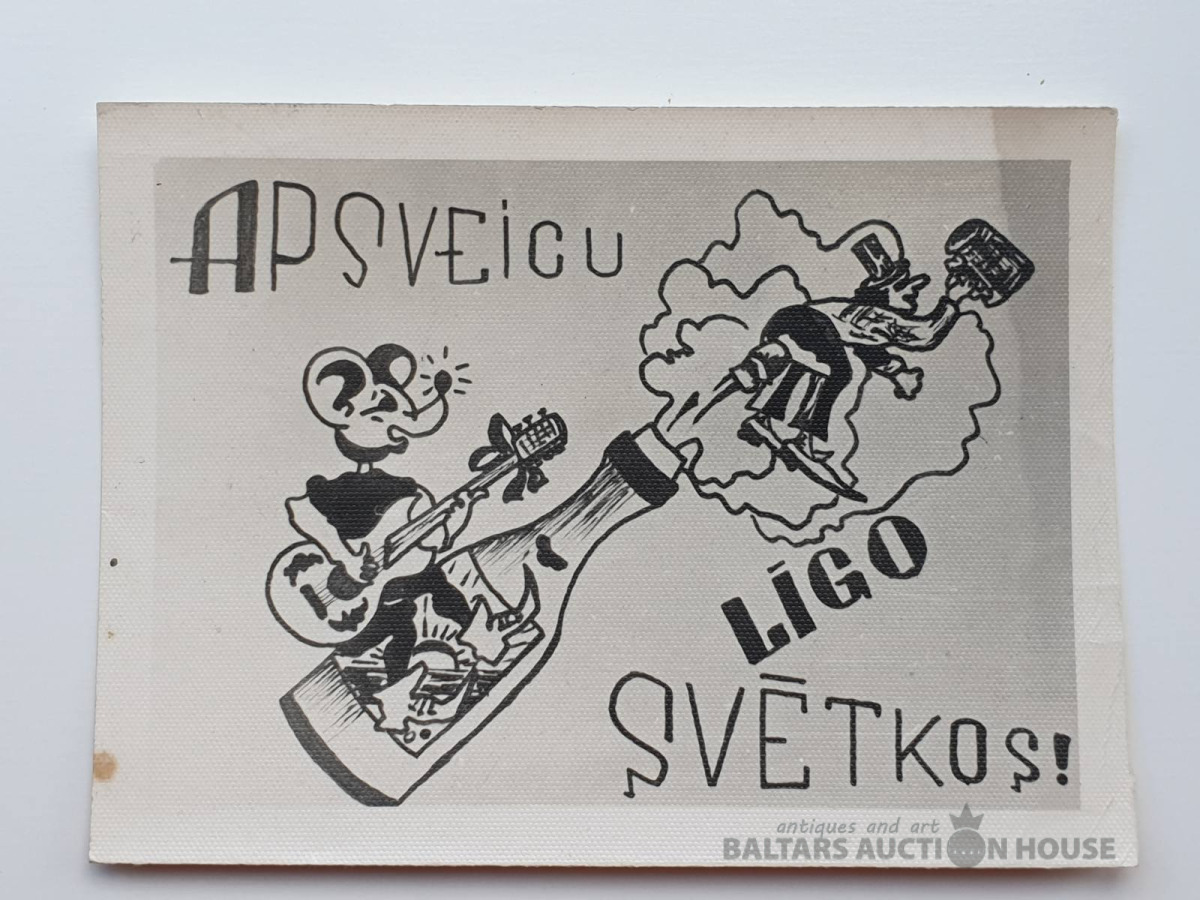 APSVEiCU
LĪGO
SVĒTKOS!
antiques and art
BALTARS AUCTION HOUSE